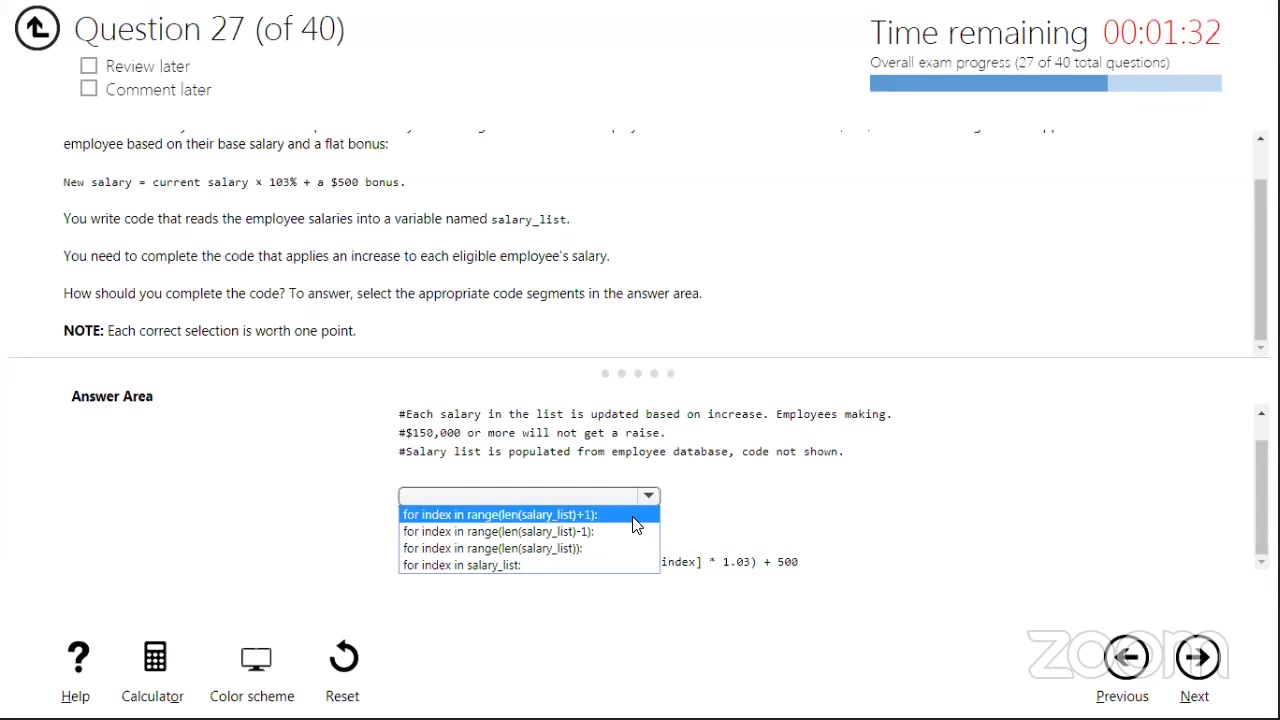 Question 27 (of 40)
Time remaining 00:01:32
Review later
Overall exam progress (27 of 40 total questions)
Comment later
employee based on their base salary and a flat bonus:
New salary = current salary × 103% + a $500 bonus.
You write code that reads the employee salaries into a variable named salary_list.
You need to complete the code that applies an increase to each eligible employee's salary.
How should you complete the code? To answer, select the appropriate code segments in the answer area.
NOTE: Each correct selection is worth one point.
Answer Area
#Each salary in the list is updated based on increase. Employees making.
#$150,000 or more will not get a raise.
#Salary list is populated from employee database, code not shown.
for index in range(len(salary_list)+1):
for index in range(len(salary_list)-1):
for index in range(len(salary_list)):
for index in salary_list:
index] * 1.03) + 500
zoom
Help
Calculator
Color scheme
Reset
Previous
Next